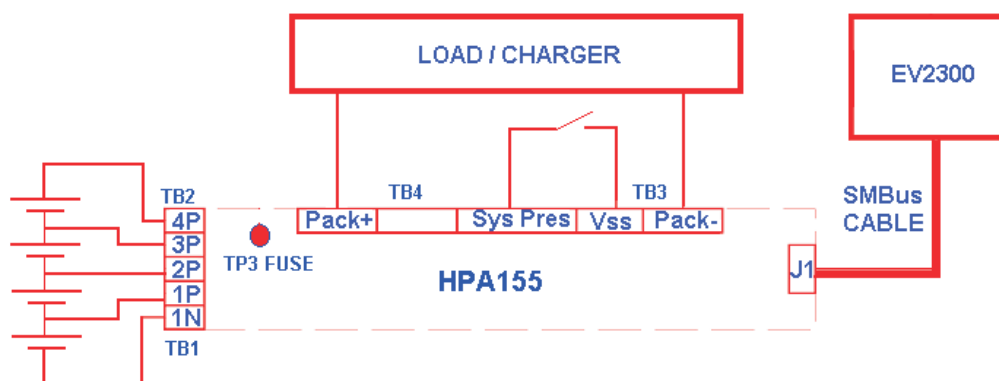 LOAD / CHARGER
EV2300
TB2
TB4
TB3
SMBus
CABLE
4P
3P
2P
1P
1N
Pack+
Sys Pres
Vss
Pack-
TP3 FUSE
HPA155
J1
TB1